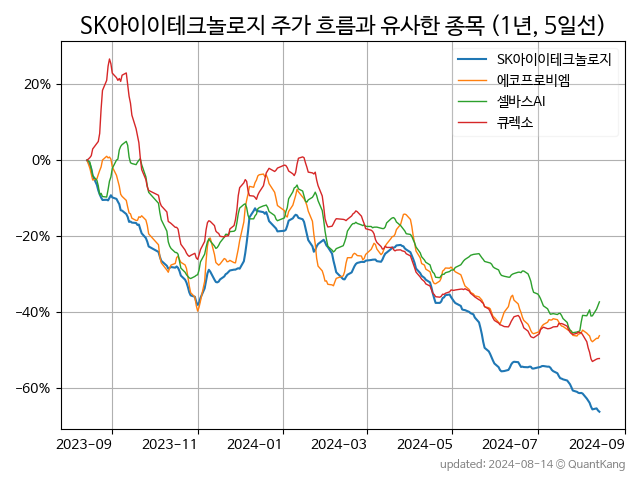 SK아이이테크놀로지 주가 흐름과 유사한 종목 (1년, 5일선)
SK아이이테크놀로지
에코프로비엠
셀바스AI
큐렉소
20%
0%
−20%
−40%
−60%
2023-09 2023-11 2024-01 2024-03 2024-05 2024-07 2024-09
updated: 2024-08-14 © QuantKang